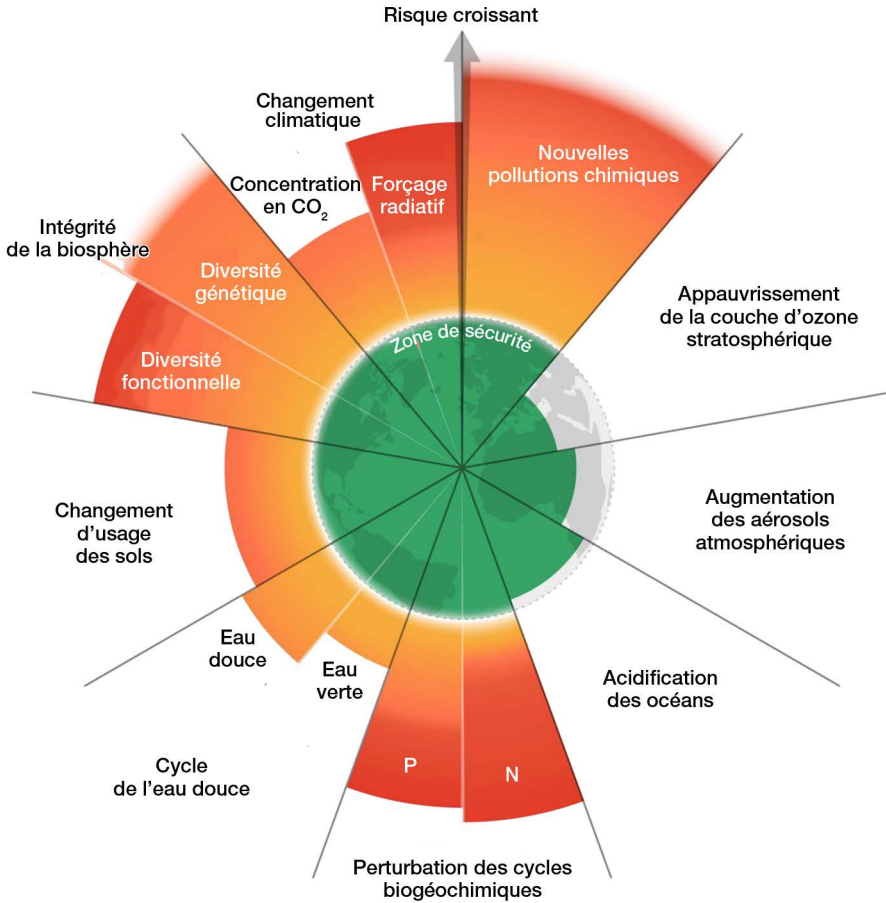 Risque croissant
Changement
climatique
Concentration
en CO₂
Forçage
radiatif
Nouvelles
pollutions chimiques
Intégrité
de la biosphère
Diversité
génétique
Diversité
fonctionnelle
Zone de sécurité
Appauvrissement
de la couche d’ozone
stratosphérique
Changement
d’usage
des sols
Augmentation
des aérosols
atmosphériques
Eau
douce
Eau
verte
Acidification
des océans
Cycle
de l’eau douce
P
N
Perturbation des cycles
biogéochimiques